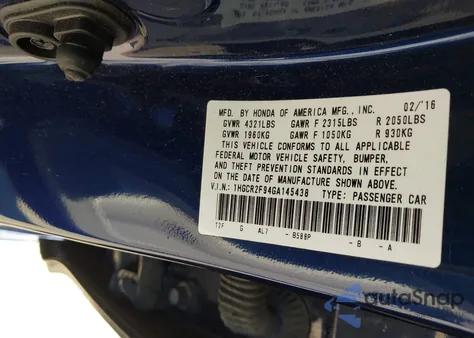 MFD. BY HONDA OF AMERICA MFG., INC. 02/'16
GVWR 4321LBS GAWR F 2315LBS R 2050LBS
GVWR 1960KG GAWR F 1050KG R 930KG
THIS VEHICLE CONFORMS TO ALL APPLICABLE
FEDERAL MOTOR VEHICLE SAFETY, BUMPER,
AND THEFT PREVENTION STANDARDS IN EFFECT
ON THE DATE OF MANUFACTURE SHOWN ABOVE.
V.I.N: 1HGCR2F94GA145438 TYPE: PASSENGER CAR
T2F G AL7 - B588P - B - A
autoSnap